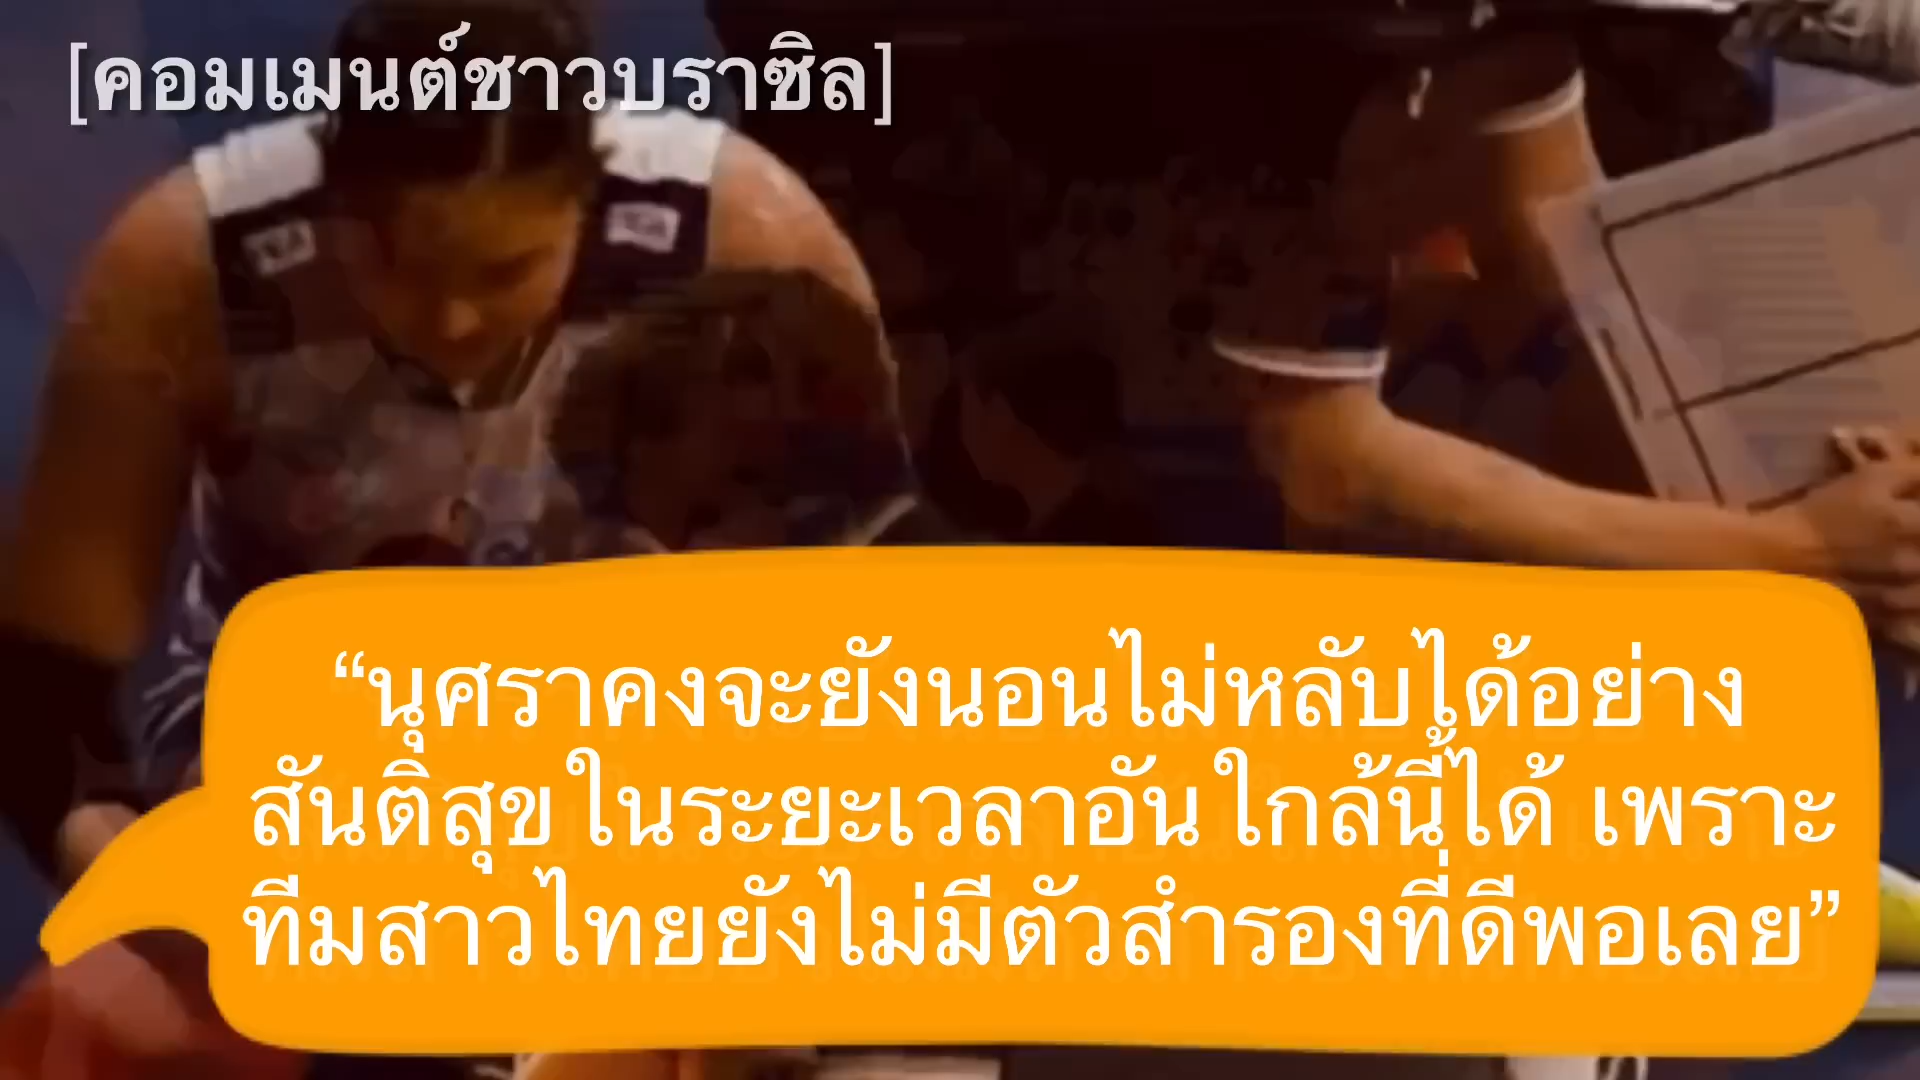 [คอมเมนต์ชาวบราซิล]
“นุศราคงจะยังนอนไม่หลับได้อย่าง
สันติสุขในระยะเวลาอันใกล้นี้ได้ เพราะ
ทีมสาวไทยยังไม่มีตัวสำรองที่ดีพอเลย”